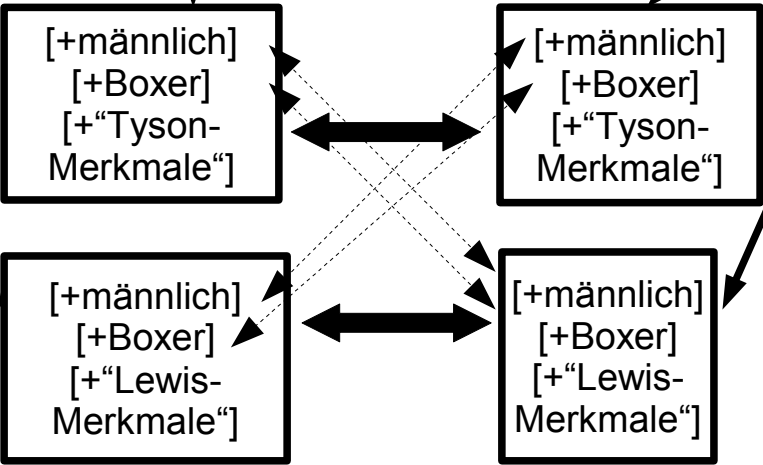 [+männlich]
[+Boxer]
[+“Tyson-
Merkmale“]
[+männlich]
[+Boxer]
[+“Tyson-
Merkmale“]
[+männlich]
[+Boxer]
[+“Lewis-
Merkmale“]
[+männlich]
[+Boxer]
[+“Lewis-
Merkmale“]